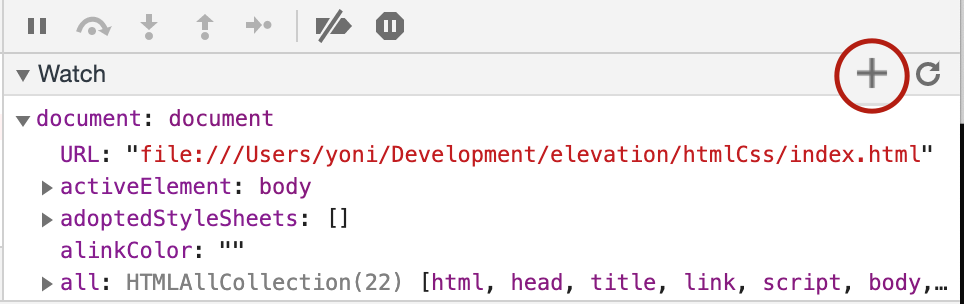 Watch
document: document
URL: "file:///Users/yoni/Development/elevation/htmlCss/index.html"
activeElement: body
adoptedStyleSheets: []
alinkColor: ""
all: HTMLAllCollection(22) [html, head, title, link, script, body,…